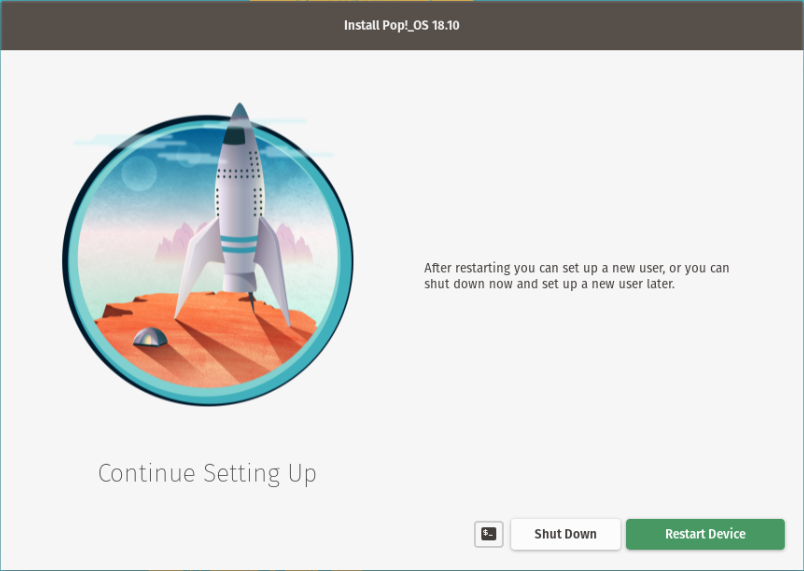 Install Pop!_OS 18.10
After restarting you can set up a new user, or you can
shut down now and set up a new user later.
Continue Setting Up
$_
Shut Down
Restart Device